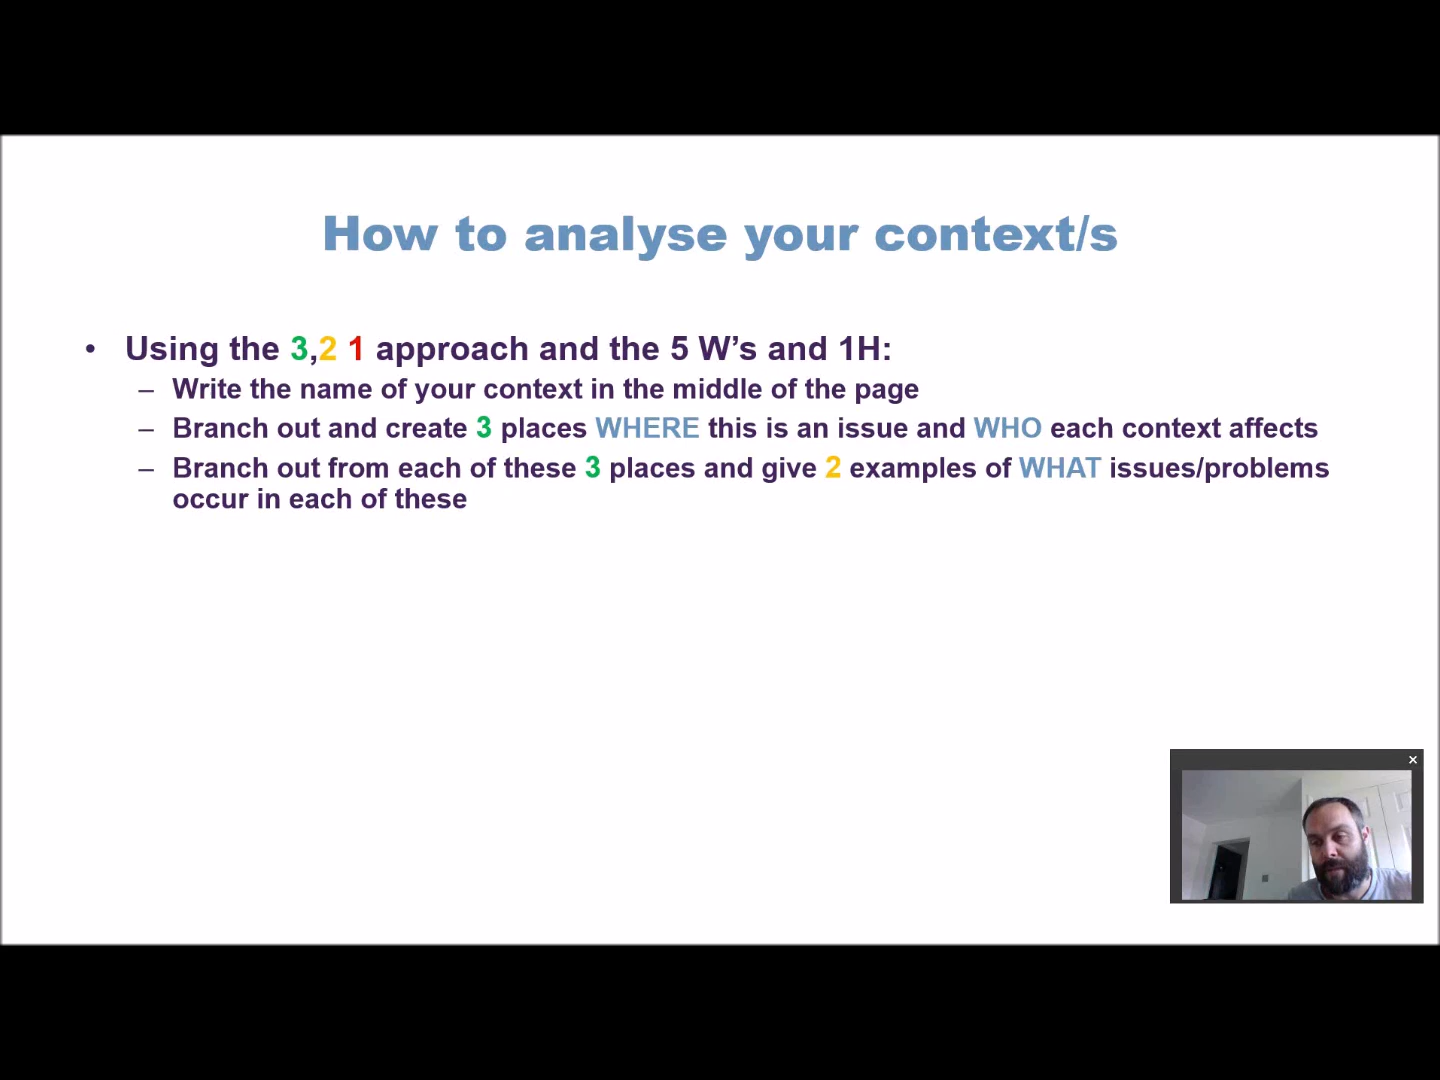 How to analyse your context/s
• Using the 3,2 1 approach and the 5 W’s and 1H:
– Write the name of your context in the middle of the page
– Branch out and create 3 places WHERE this is an issue and WHO each context affects
– Branch out from each of these 3 places and give 2 examples of WHAT issues/problems
occur in each of these